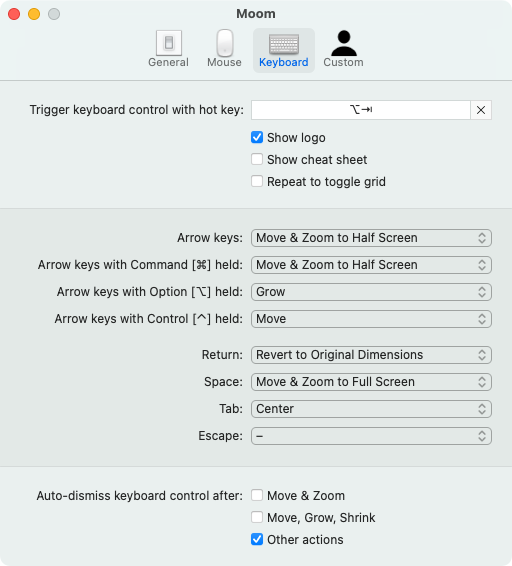 Moom
General Mouse Keyboard Custom
Trigger keyboard control with hot key: ⌥⇥ ×
Show logo
Show cheat sheet
Repeat to toggle grid
Arrow keys: Move & Zoom to Half Screen
Arrow keys with Command [⌘] held: Move & Zoom to Half Screen
Arrow keys with Option [⌥] held: Grow
Arrow keys with Control [^] held: Move
Return: Revert to Original Dimensions
Space: Move & Zoom to Full Screen
Tab: Center
Escape: –
Auto-dismiss keyboard control after: Move & Zoom
Move, Grow, Shrink
Other actions